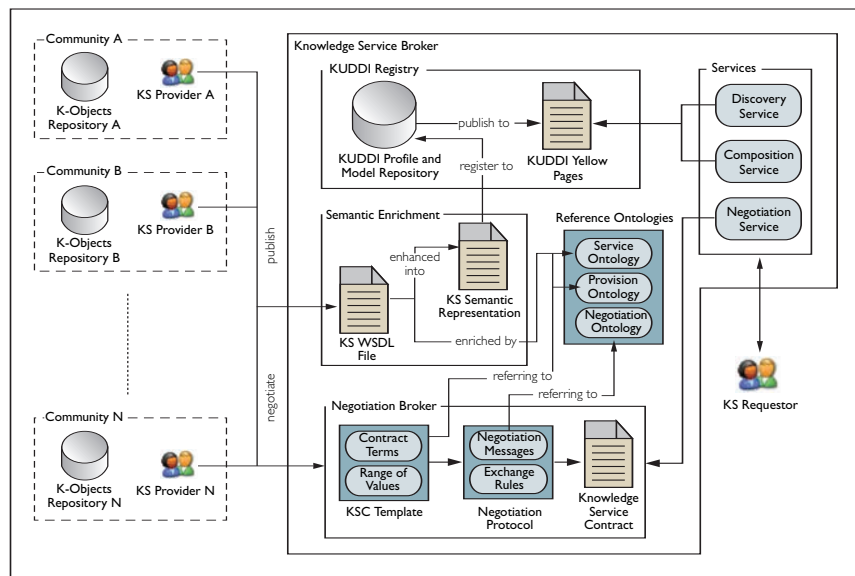 Community A
K-Objects
Repository A
KS Provider A
Community B
K-Objects
Repository B
KS Provider B
Community N
K-Objects
Repository N
KS Provider N
publish
negotiate
Knowledge Service Broker
KUDDI Registry
KUDDI Profile and
Model Repository
publish to
KUDDI Yellow
Pages
register to
Services
Discovery
Service
Composition
Service
Negotiation
Service
Semantic Enrichment
enhanced
into
KS Semantic
Representation
KS WSDL
File
enriched by
Reference Ontologies
Service
Ontology
Provision
Ontology
Negotiation
Ontology
referring to
referring to
KS Requestor
Negotiation Broker
Contract
Terms
Range of
Values
KSC Template
Negotiation
Messages
Exchange
Rules
Negotiation
Protocol
Knowledge
Service
Contract